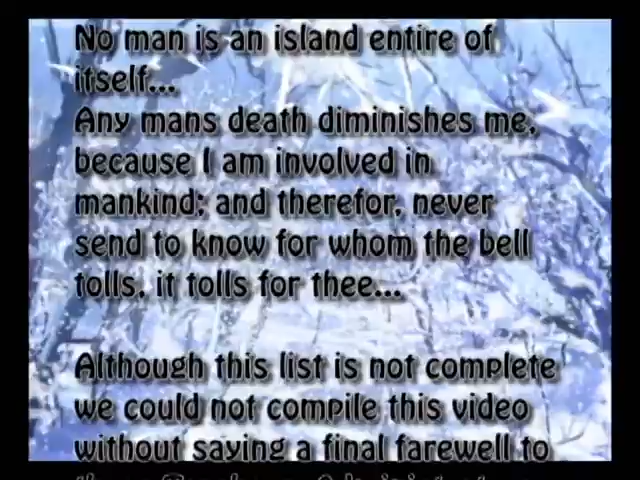 No man is an island entire of
itself...
Any mans death diminishes me,
because I am involved in
mankind; and therefor, never
send to know for whom the bell
tolls, it tolls for thee...
Although this list is not complete
we could not compile this video
without saying a final farewell to